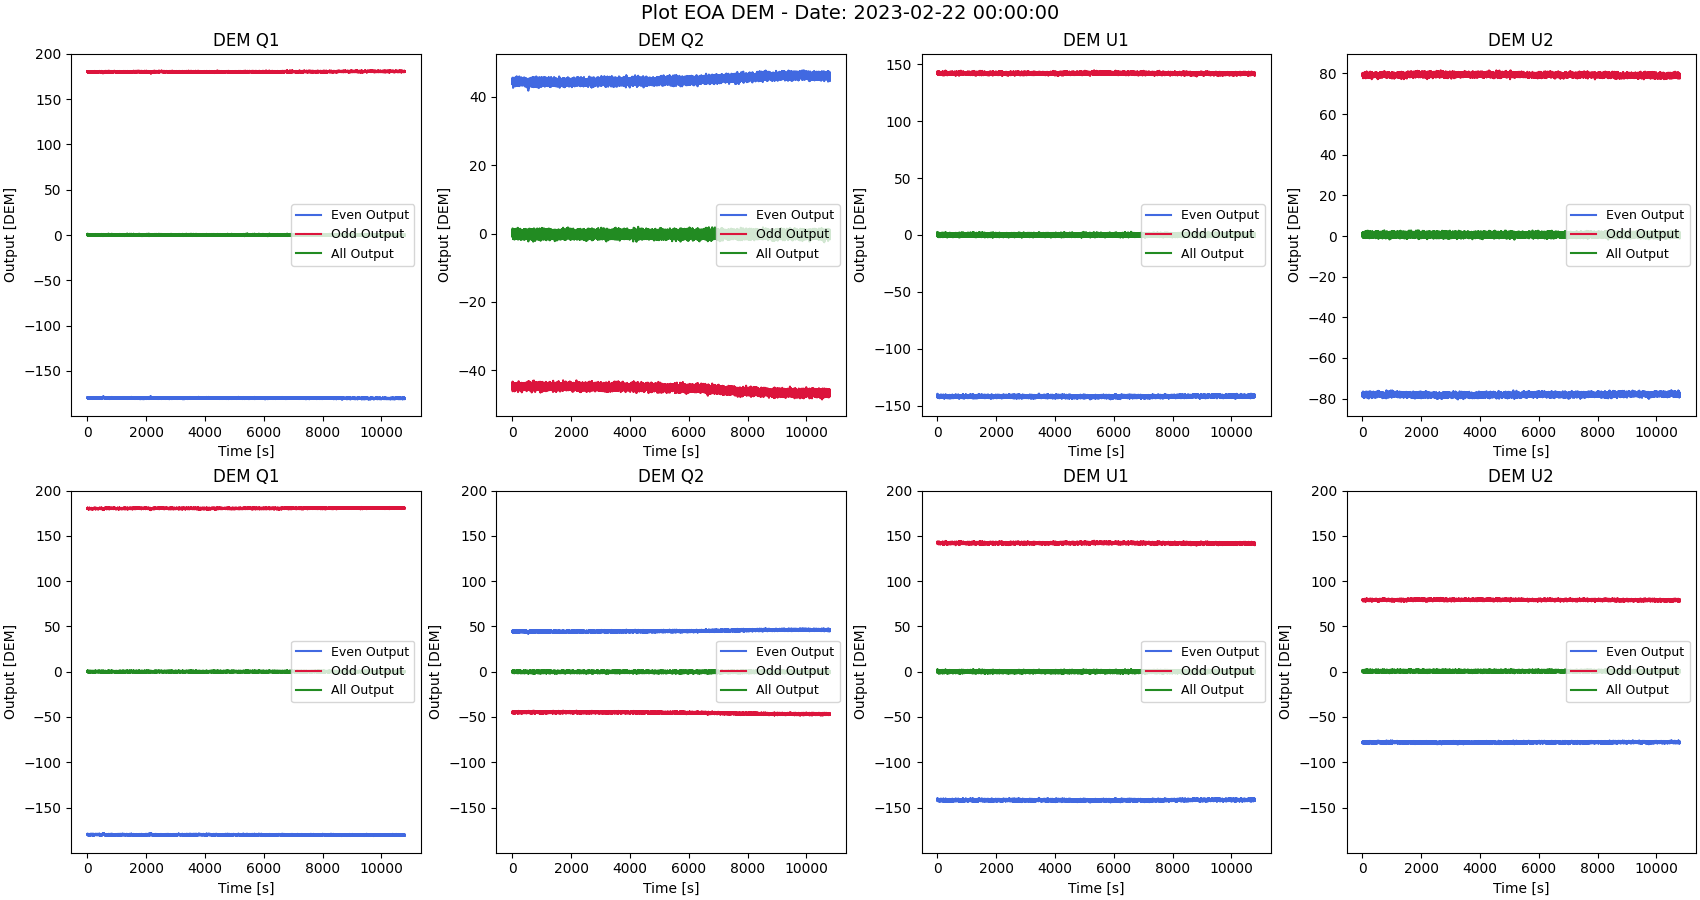 Plot EOA DEM - Date: 2023-02-22 00:00:00
DEM Q1
Output [DEM]
200
150
100
50
0
−50
−100
−150
Even Output
Odd Output
All Output
0 2000 4000 6000 8000 10000
Time [s]
DEM Q2
Output [DEM]
40
20
0
−20
−40
Even Output
Odd Output
All Output
0 2000 4000 6000 8000 10000
Time [s]
DEM U1
Output [DEM]
150
100
50
0
−50
−100
−150
Even Output
Odd Output
All Output
0 2000 4000 6000 8000 10000
Time [s]
DEM U2
Output [DEM]
80
60
40
20
0
−20
−40
−60
−80
Even Output
Odd Output
All Output
0 2000 4000 6000 8000 10000
Time [s]
DEM Q1
Output [DEM]
200
150
100
50
0
−50
−100
−150
Even Output
Odd Output
All Output
0 2000 4000 6000 8000 10000
Time [s]
DEM Q2
Output [DEM]
200
150
100
50
0
−50
−100
−150
Even Output
Odd Output
All Output
0 2000 4000 6000 8000 10000
Time [s]
DEM U1
Output [DEM]
200
150
100
50
0
−50
−100
−150
Even Output
Odd Output
All Output
0 2000 4000 6000 8000 10000
Time [s]
DEM U2
Output [DEM]
200
150
100
50
0
−50
−100
−150
Even Output
Odd Output
All Output
0 2000 4000 6000 8000 10000
Time [s]